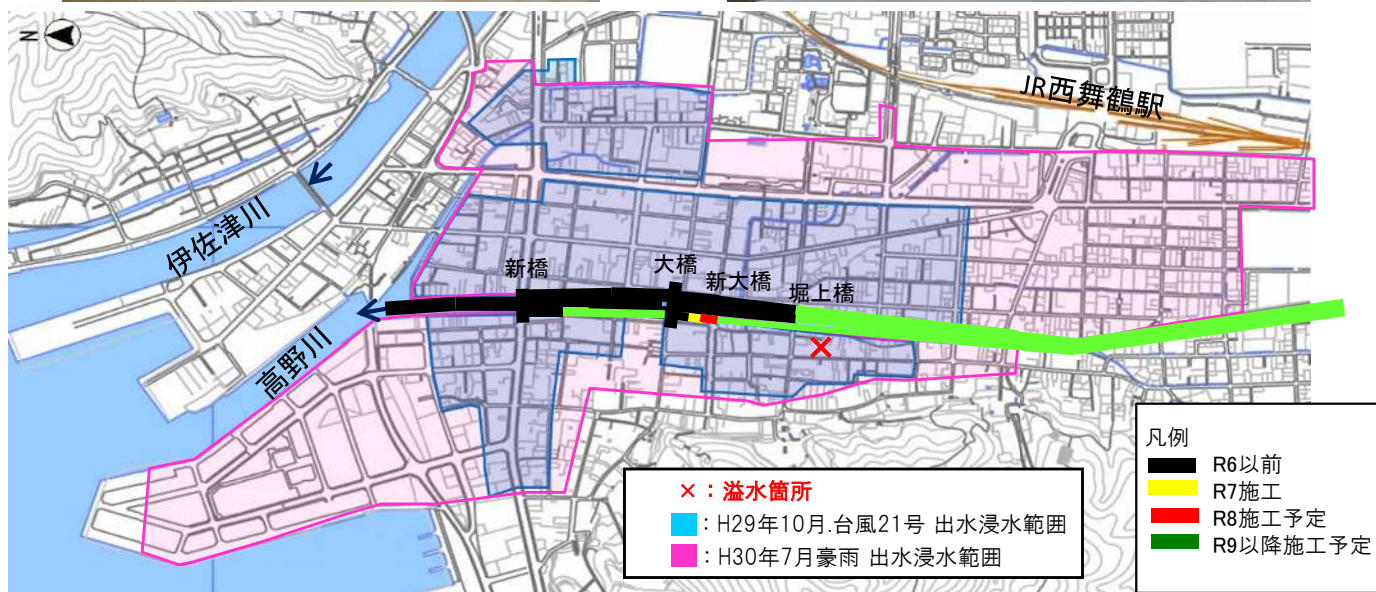 N
JR西舞鶴駅
伊佐津川
新橋
大橋
新大橋
堀上橋
高野川
×：溢水箇所
：H29年10月.台風21号 出水浸水範囲
：H30年7月豪雨 出水浸水範囲
凡例
R6以前
R7施工
R8施工予定
R9以降施工予定